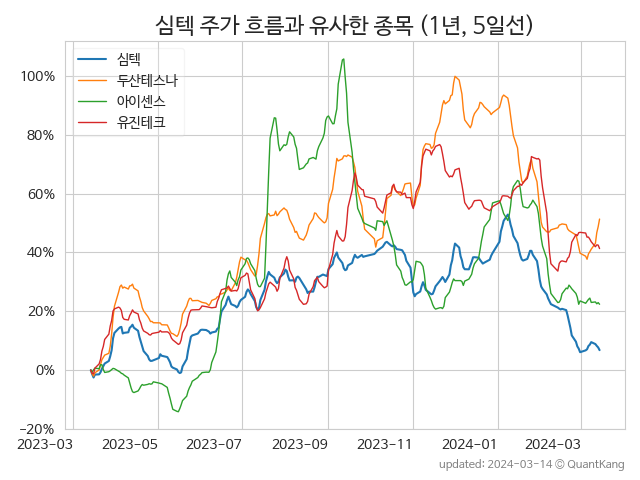 심텍 주가 흐름과 유사한 종목 (1년, 5일선)
심텍
두산테스나
아이센스
유진테크
100%
80%
60%
40%
20%
0%
−20%
2023-03 2023-05 2023-07 2023-09 2023-11 2024-01 2024-03
updated: 2024-03-14 © QuantKang